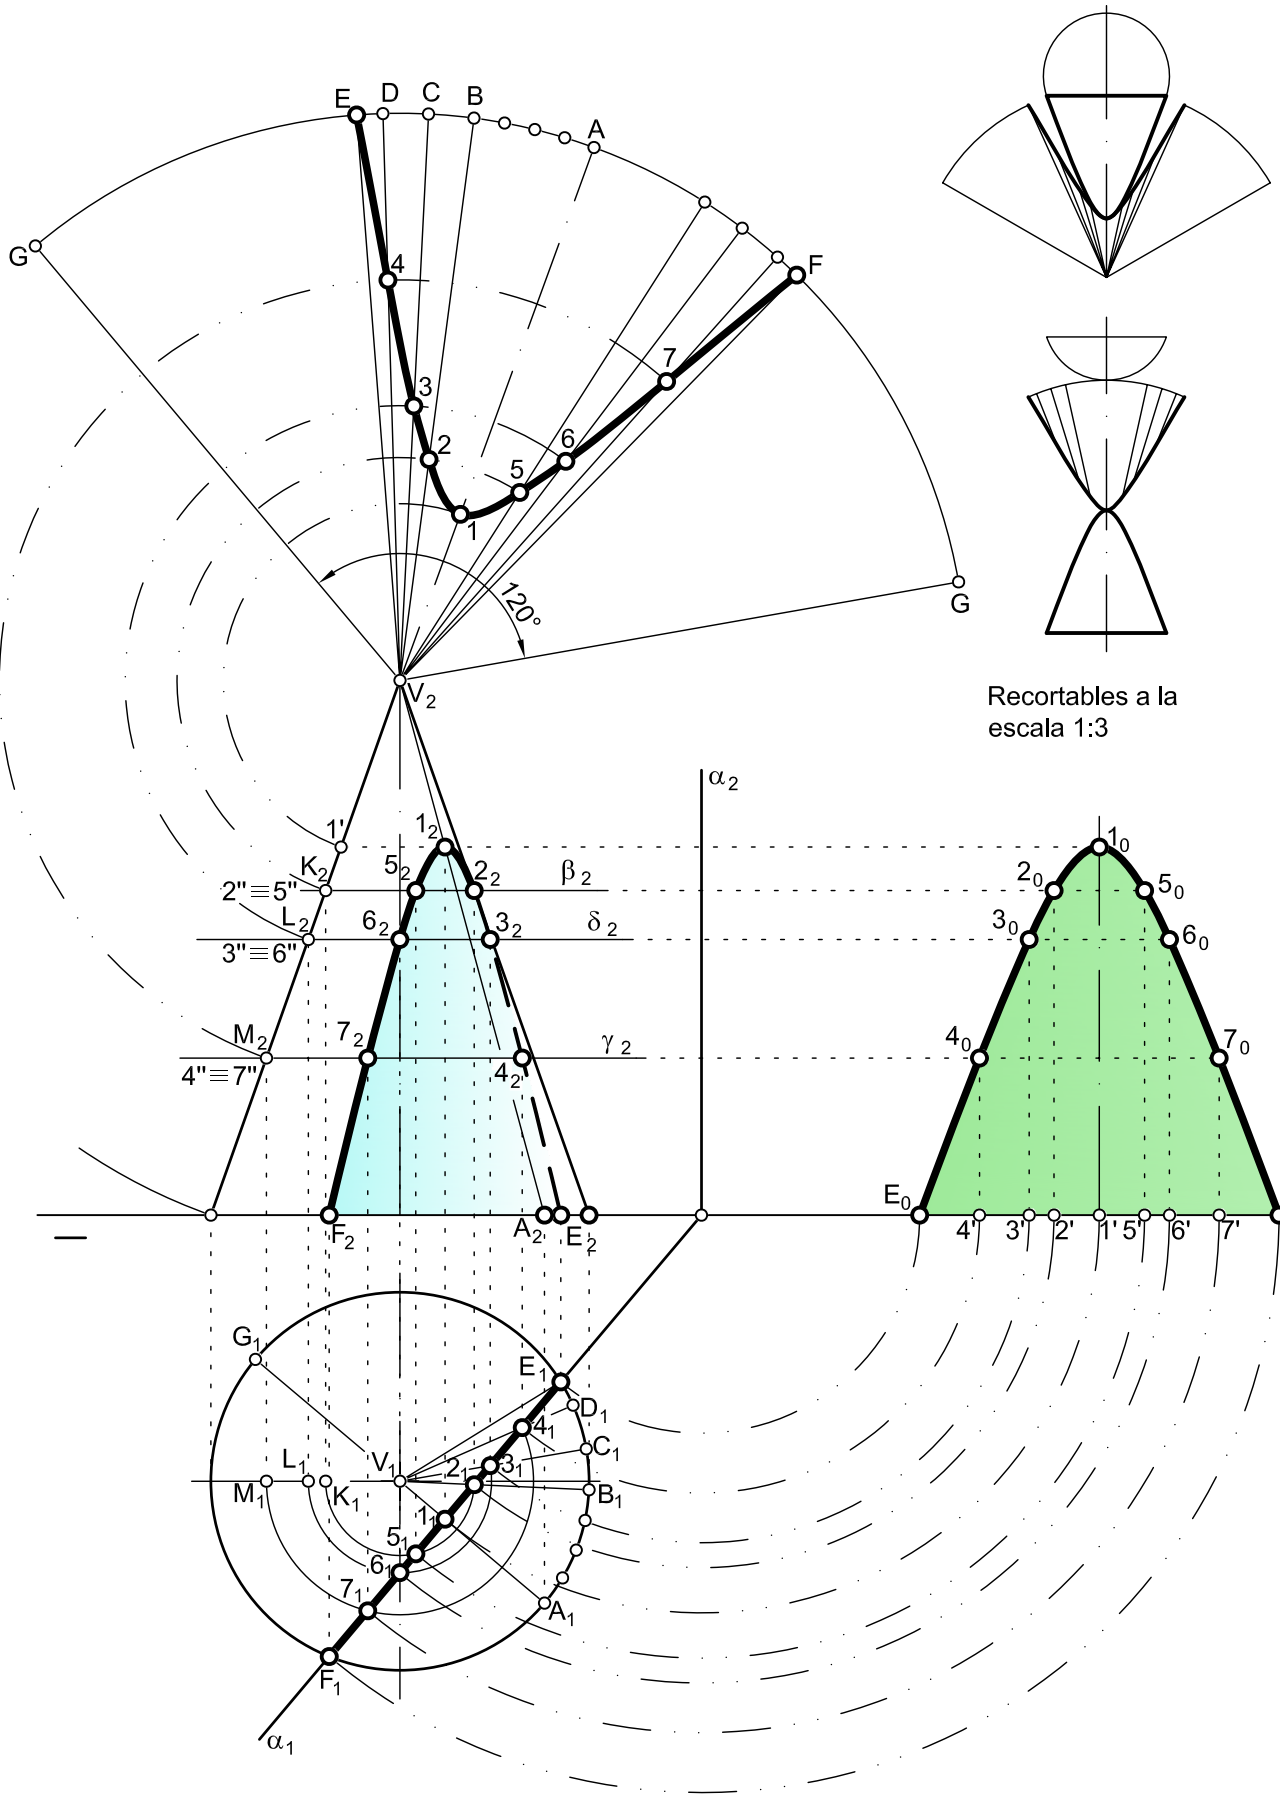 E D C B A
G
F
4
3
2
1
5
6
7
120°
G
V2
Recortables a la
escala 1:3
α2
1'
12
10
K2
52
22
β2
20
50
2''≡5''
L2
62
32
δ2
30
60
3''≡6''
M2
72
42
γ2
40
70
4''≡7''
E0
F2
A2
E2
4' 3' 2' 1' 5' 6' 7'
G1
E1
D1
41
C1
V1
L1
21
31
M1
K1
B1
11
51
61
71
A1
F1
α1